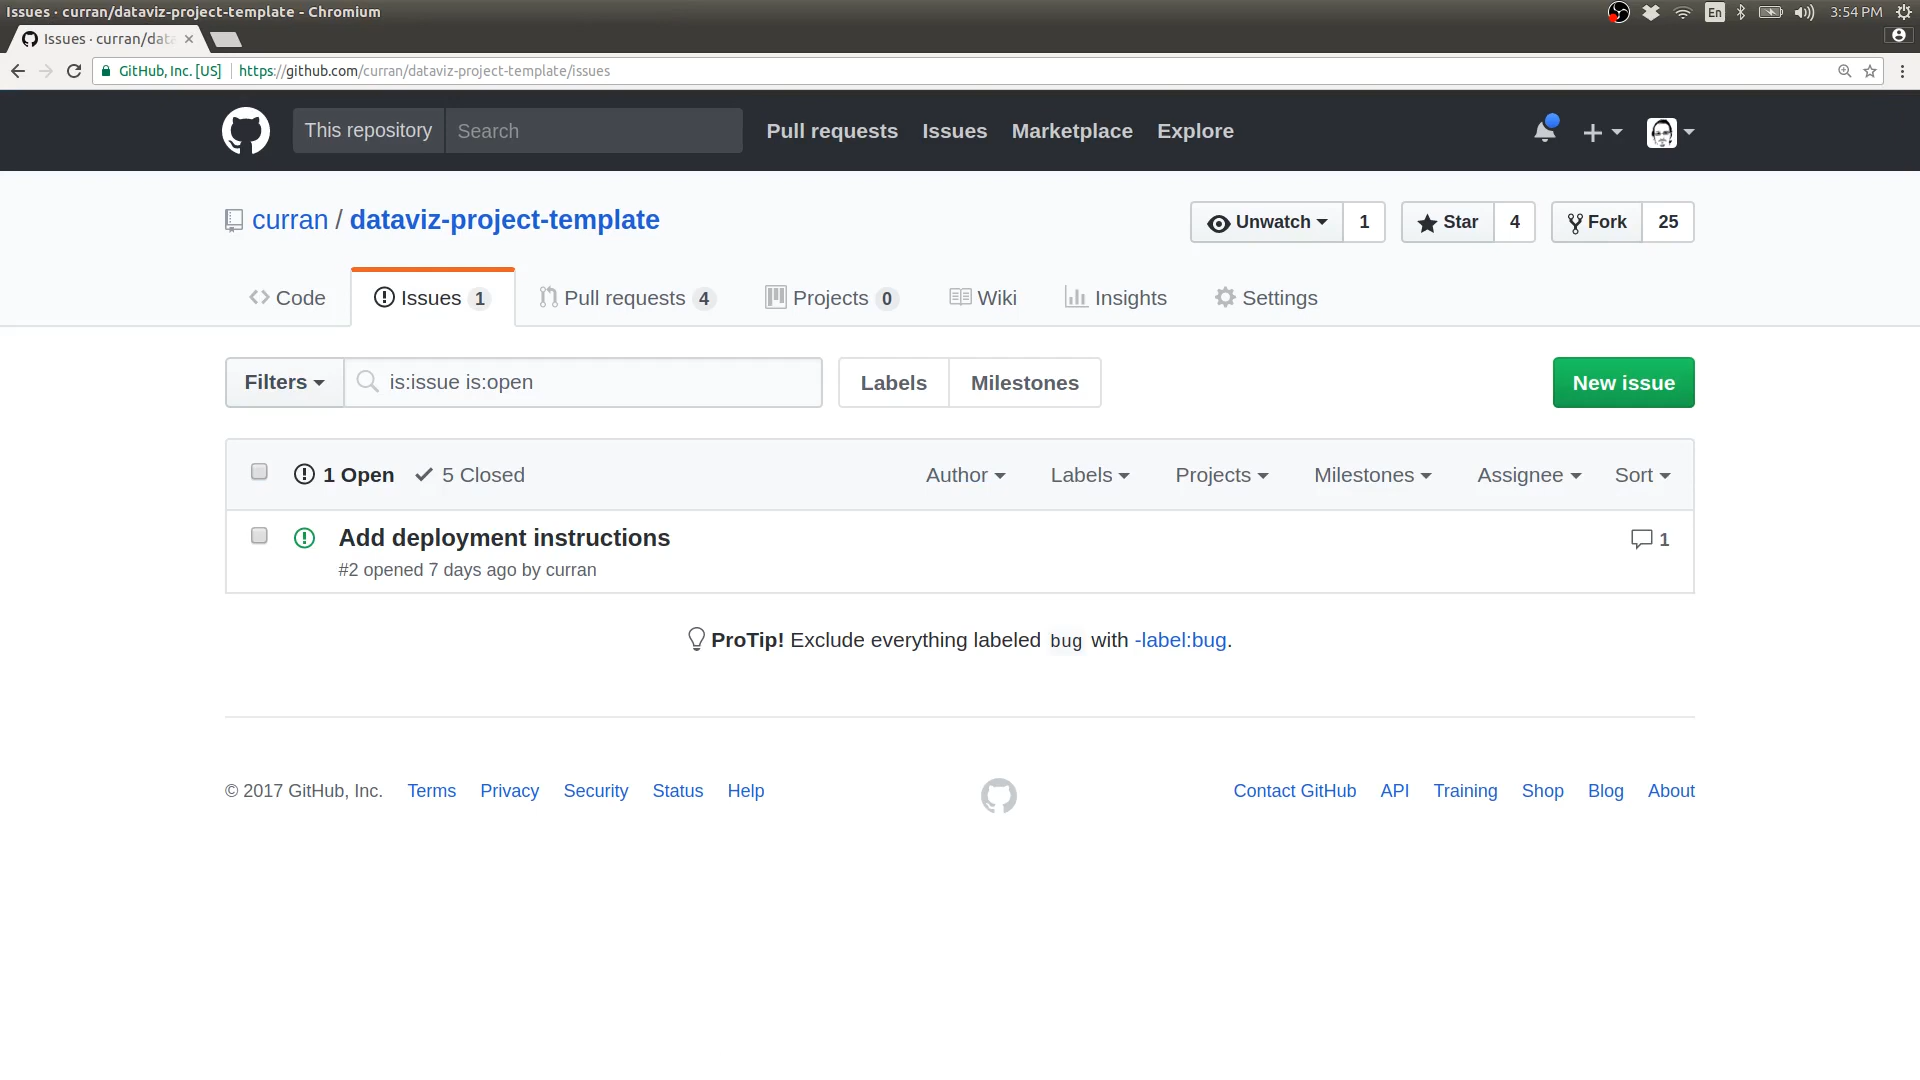 Issues · curran/dataviz-project-template - Chromium
En
3:54 PM
Issues · curran/data
GitHub, Inc. [US]
https://github.com/curran/dataviz-project-template/issues
This repository
Search
Pull requests
Issues
Marketplace
Explore
curran / dataviz-project-template
Unwatch
1
Star
4
Fork
25
Code
Issues 1
Pull requests 4
Projects 0
Wiki
Insights
Settings
Filters
is:issue is:open
Labels
Milestones
New issue
1 Open
5 Closed
Author
Labels
Projects
Milestones
Assignee
Sort
Add deployment instructions
1
#2 opened 7 days ago by curran
ProTip! Exclude everything labeled bug with -label:bug.
© 2017 GitHub, Inc.
Terms
Privacy
Security
Status
Help
Contact GitHub
API
Training
Shop
Blog
About